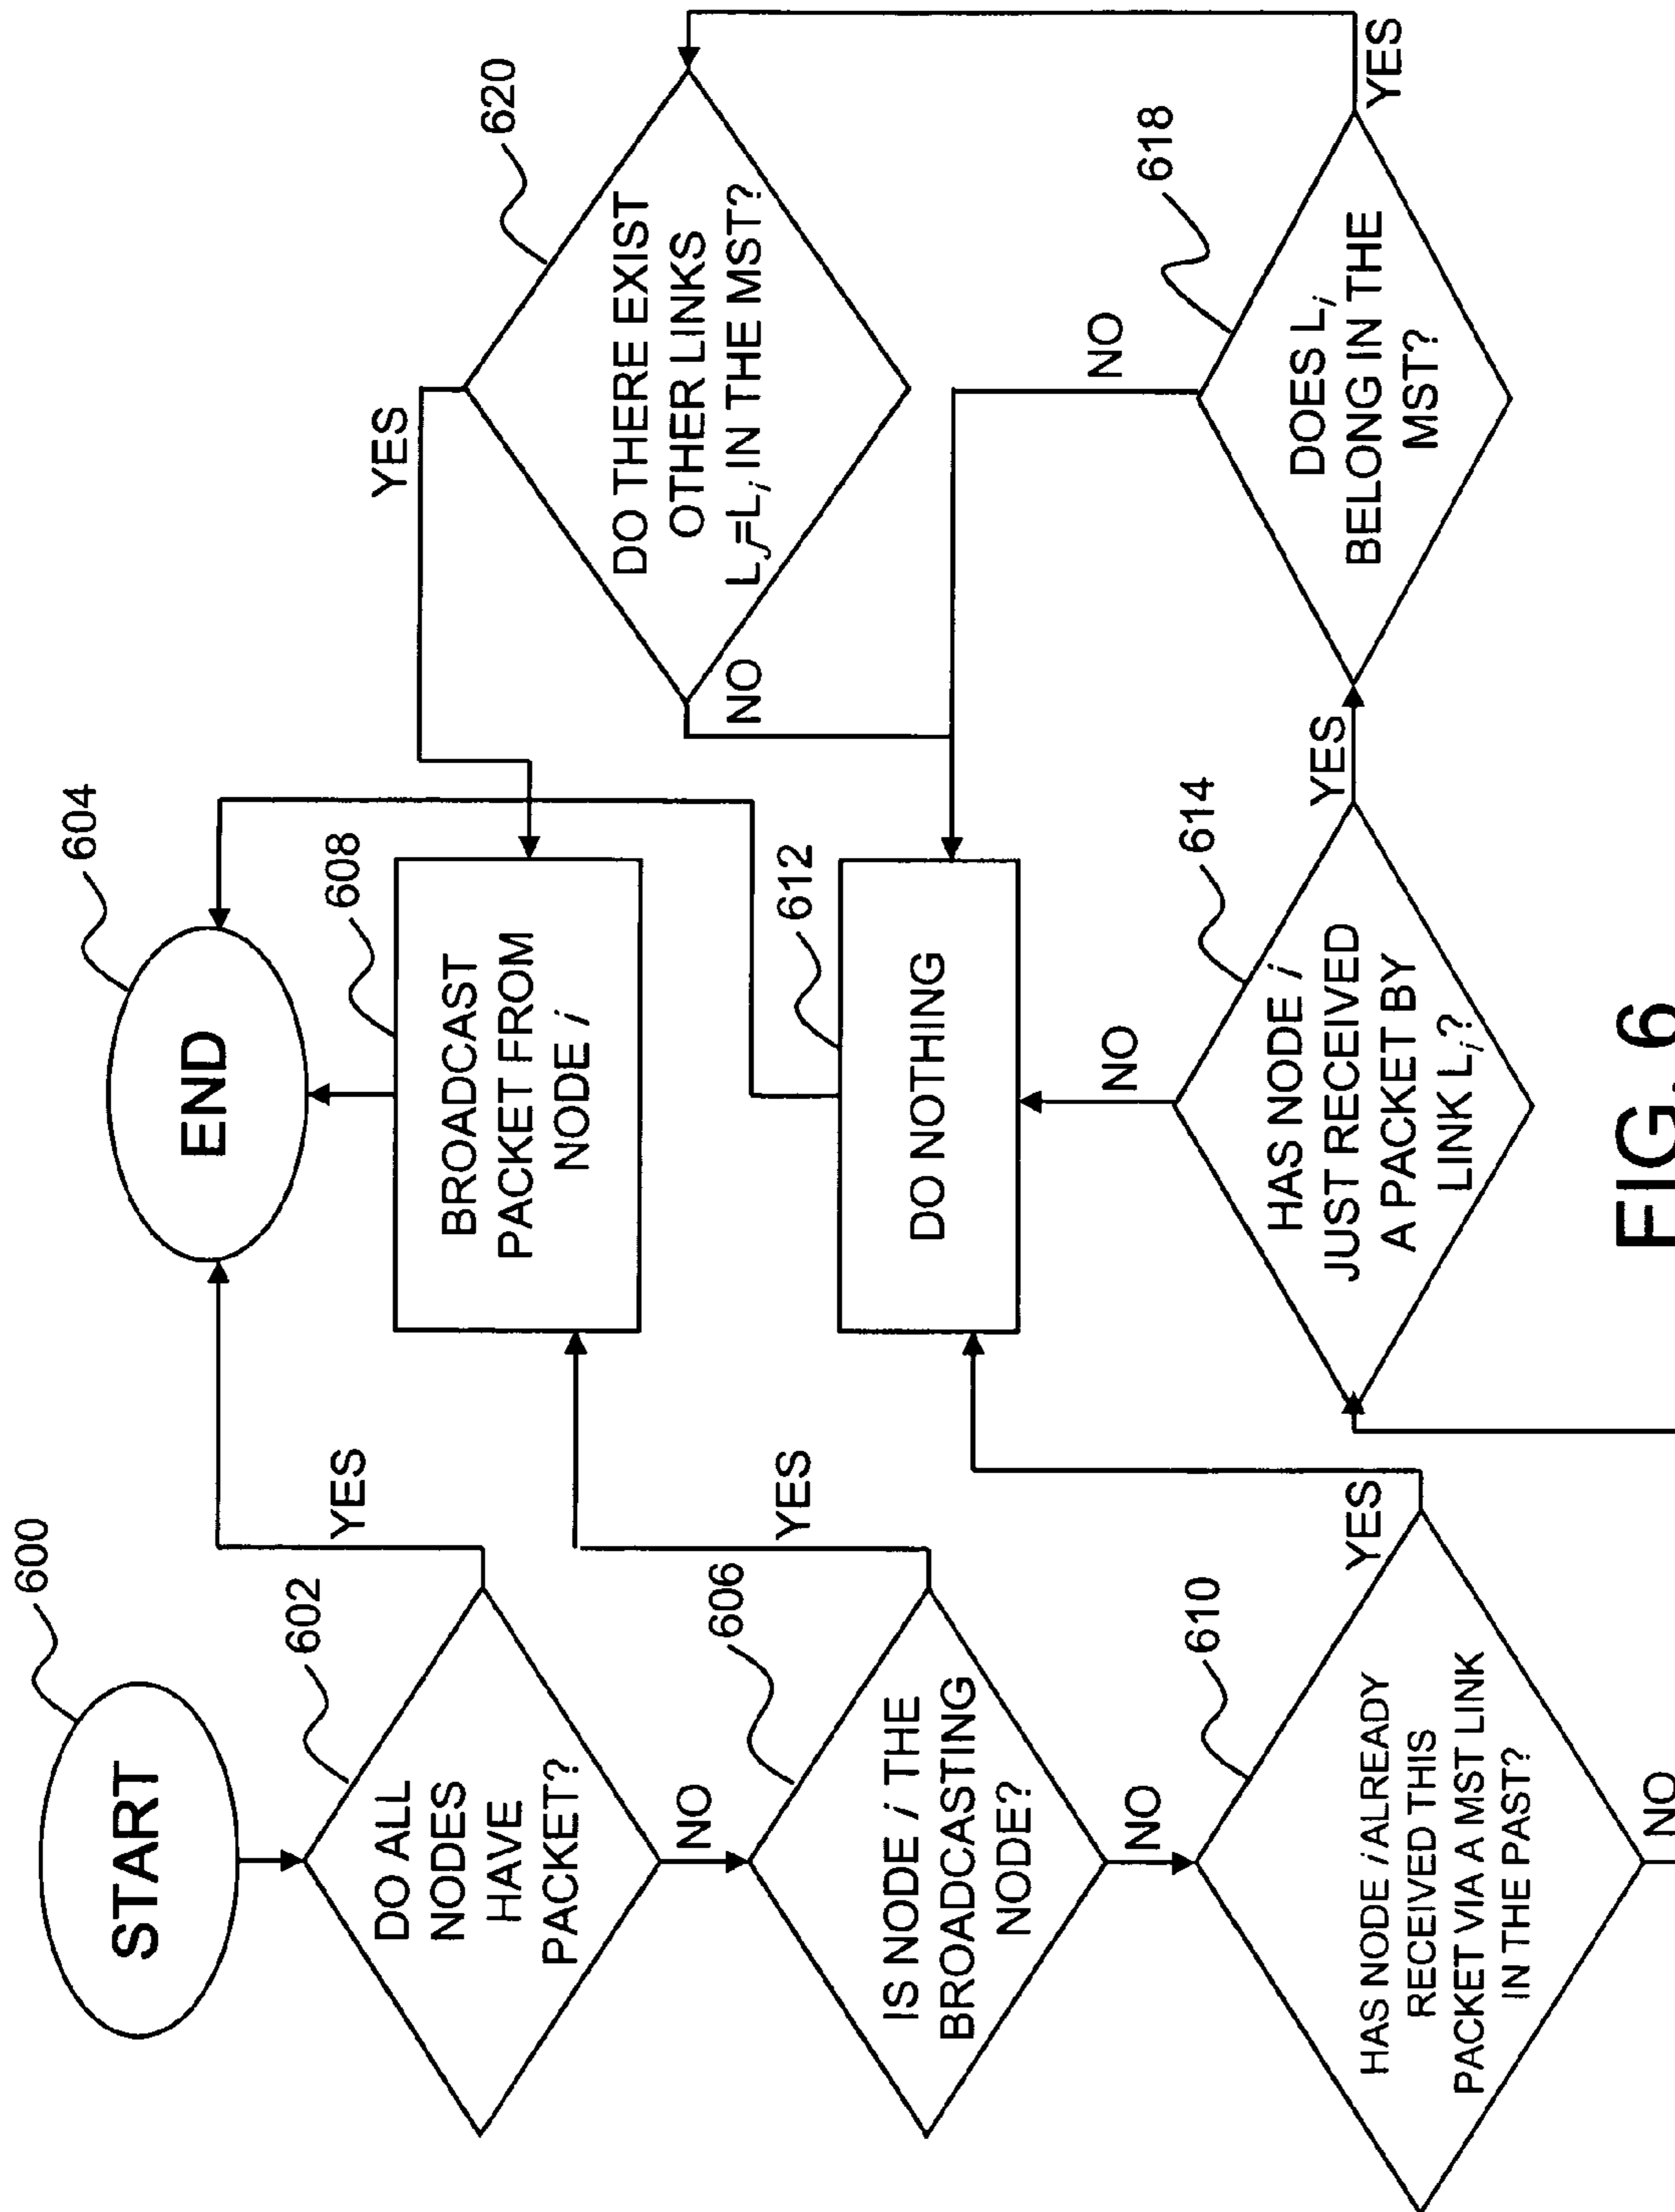 600
START
602
DO ALL
NODES
HAVE
PACKET?
YES
NO
604
END
606
IS NODE i THE
BROADCASTING
NODE?
YES
NO
608
BROADCAST
PACKET FROM
NODE i
610
HAS NODE i ALREADY
RECEIVED THIS
PACKET VIA A MST LINK
IN THE PAST?
YES
NO
612
DO NOTHING
614
HAS NODE i
JUST RECEIVED
A PACKET BY
LINK Li?
NO
YES
618
DOES Li
BELONG IN THE
MST?
NO
YES
620
DO THERE EXIST
OTHER LINKS
Lj=Li IN THE MST?
YES
NO
FIG. 6